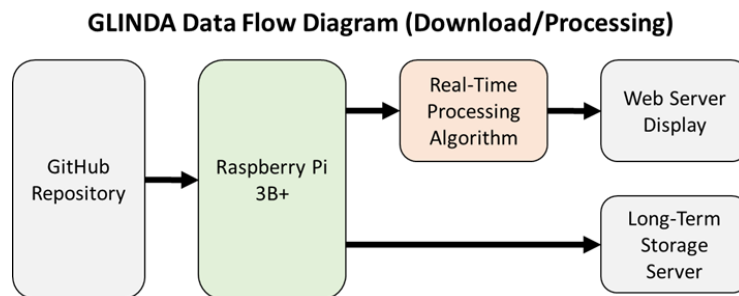 GLINDA Data Flow Diagram (Download/Processing)
GitHub
Repository
Raspberry Pi
3B+
Real-Time
Processing
Algorithm
Web Server
Display
Long-Term
Storage
Server